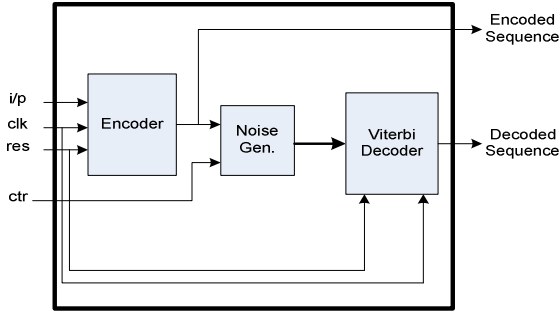 Encoded
Sequence
i/p
clk
res
ctr
Encoder
Noise
Gen.
Viterbi
Decoder
Decoded
Sequence